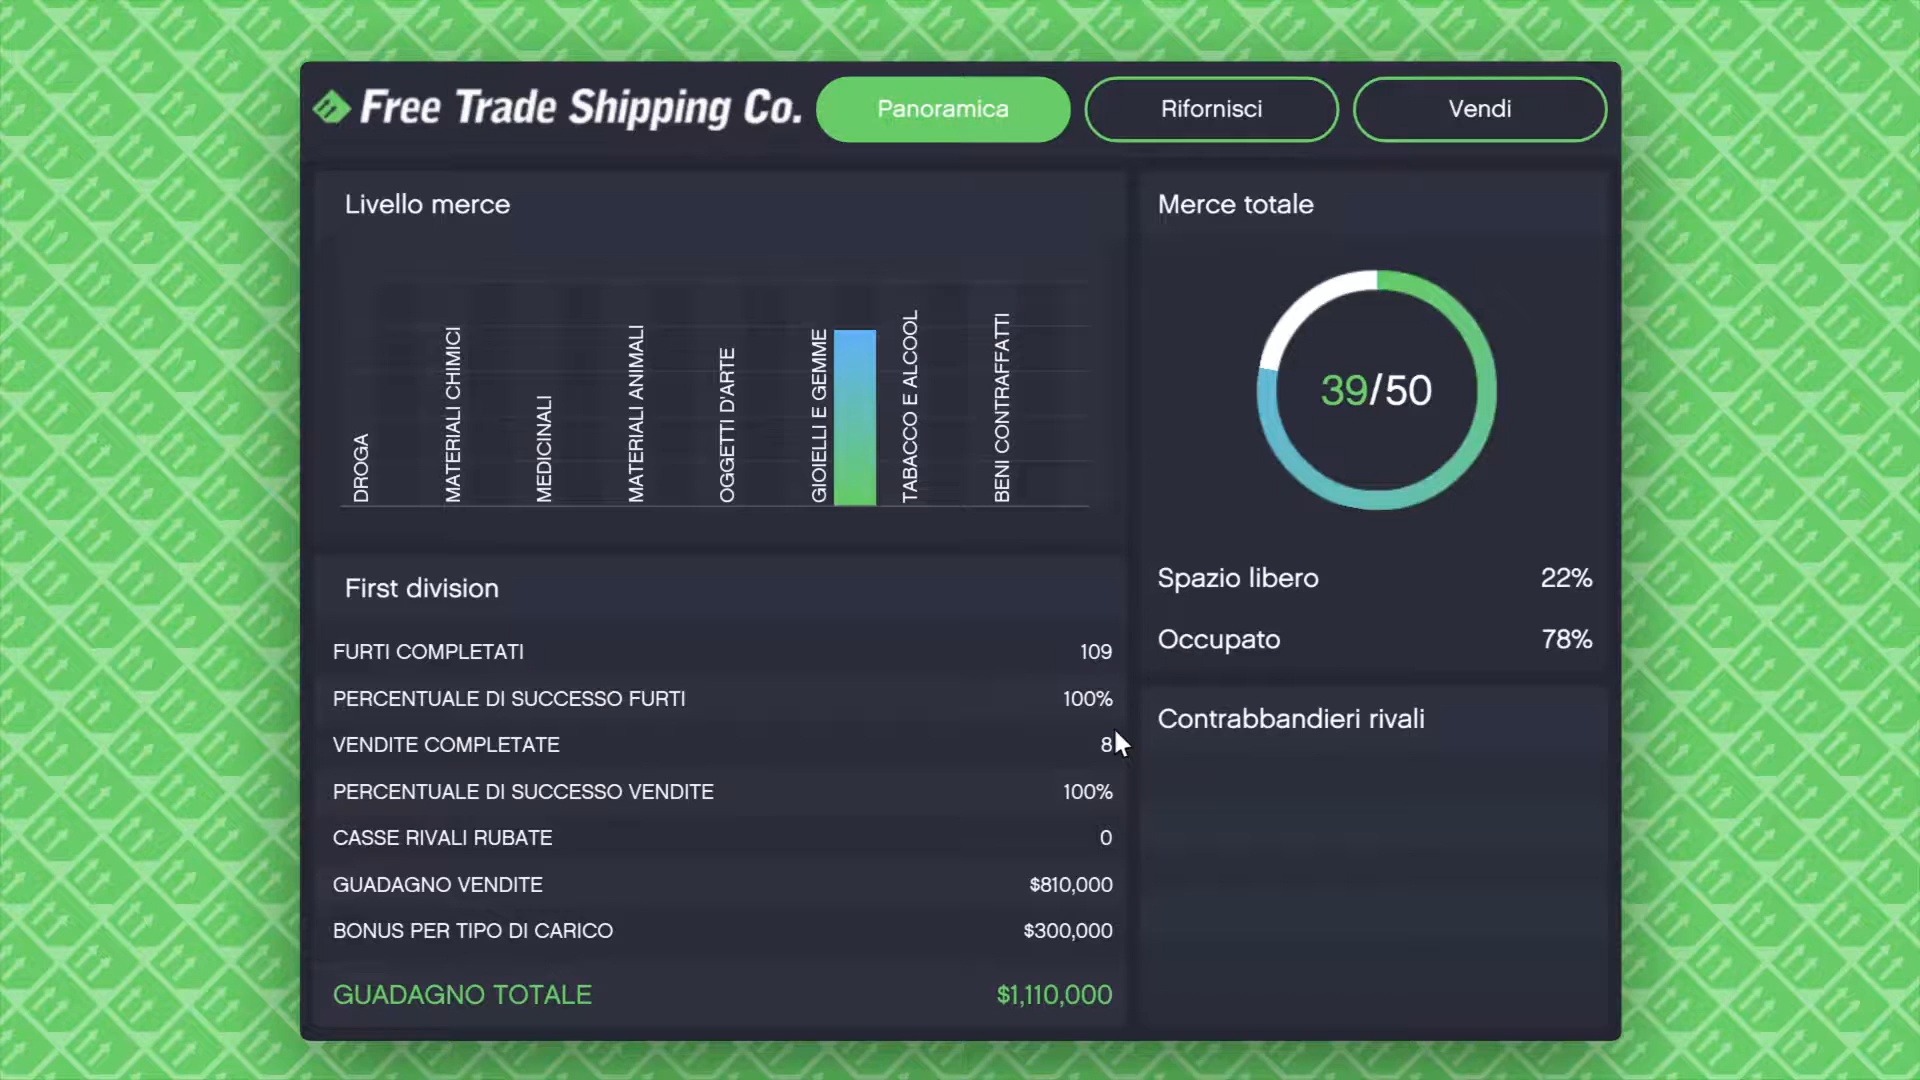 Free Trade Shipping Co.
Panoramica
Rifornisci
Vendi
Livello merce
DROGA
MATERIALI CHIMICI
MEDICINALI
MATERIALI ANIMALI
OGGETTI D'ARTE
GIOIELLI E GEMME
TABACCO E ALCOOL
BENI CONTRAFFATTI
Merce totale
39/50
Spazio libero 22%
Occupato 78%
First division
FURTI COMPLETATI 109
PERCENTUALE DI SUCCESSO FURTI 100%
VENDITE COMPLETATE 8
PERCENTUALE DI SUCCESSO VENDITE 100%
CASSE RIVALI RUBATE 0
GUADAGNO VENDITE $810,000
BONUS PER TIPO DI CARICO $300,000
GUADAGNO TOTALE $1,110,000
Contrabbandieri rivali